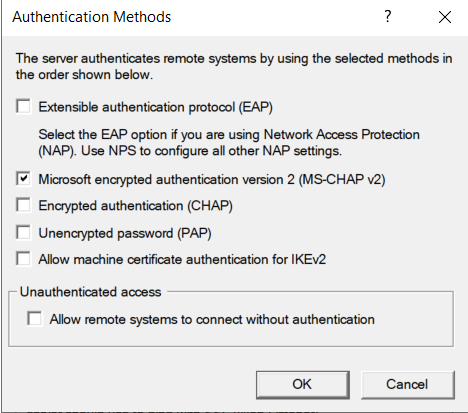 Authentication Methods
?
The server authenticates remote systems by using the selected methods in
the order shown below.
Extensible authentication protocol (EAP)
Select the EAP option if you are using Network Access Protection
(NAP). Use NPS to configure all other NAP settings.
Microsoft encrypted authentication version 2 (MS-CHAP v2)
Encrypted authentication (CHAP)
Unencrypted password (PAP)
Allow machine certificate authentication for IKEv2
Unauthenticated access
Allow remote systems to connect without authentication
OK
Cancel